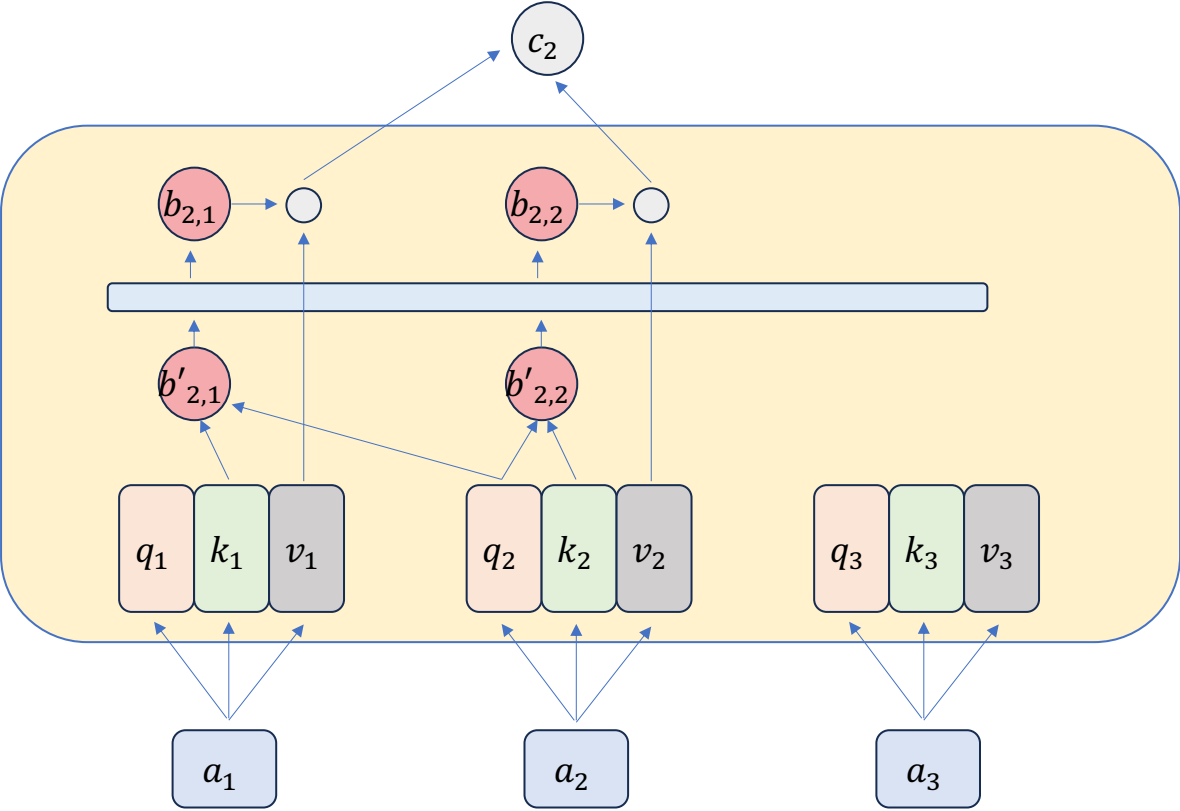 c₂
b₂,₁ b₂,₂
b′₂,₁ b′₂,₂
q₁ k₁ v₁ q₂ k₂ v₂ q₃ k₃ v₃
a₁ a₂ a₃